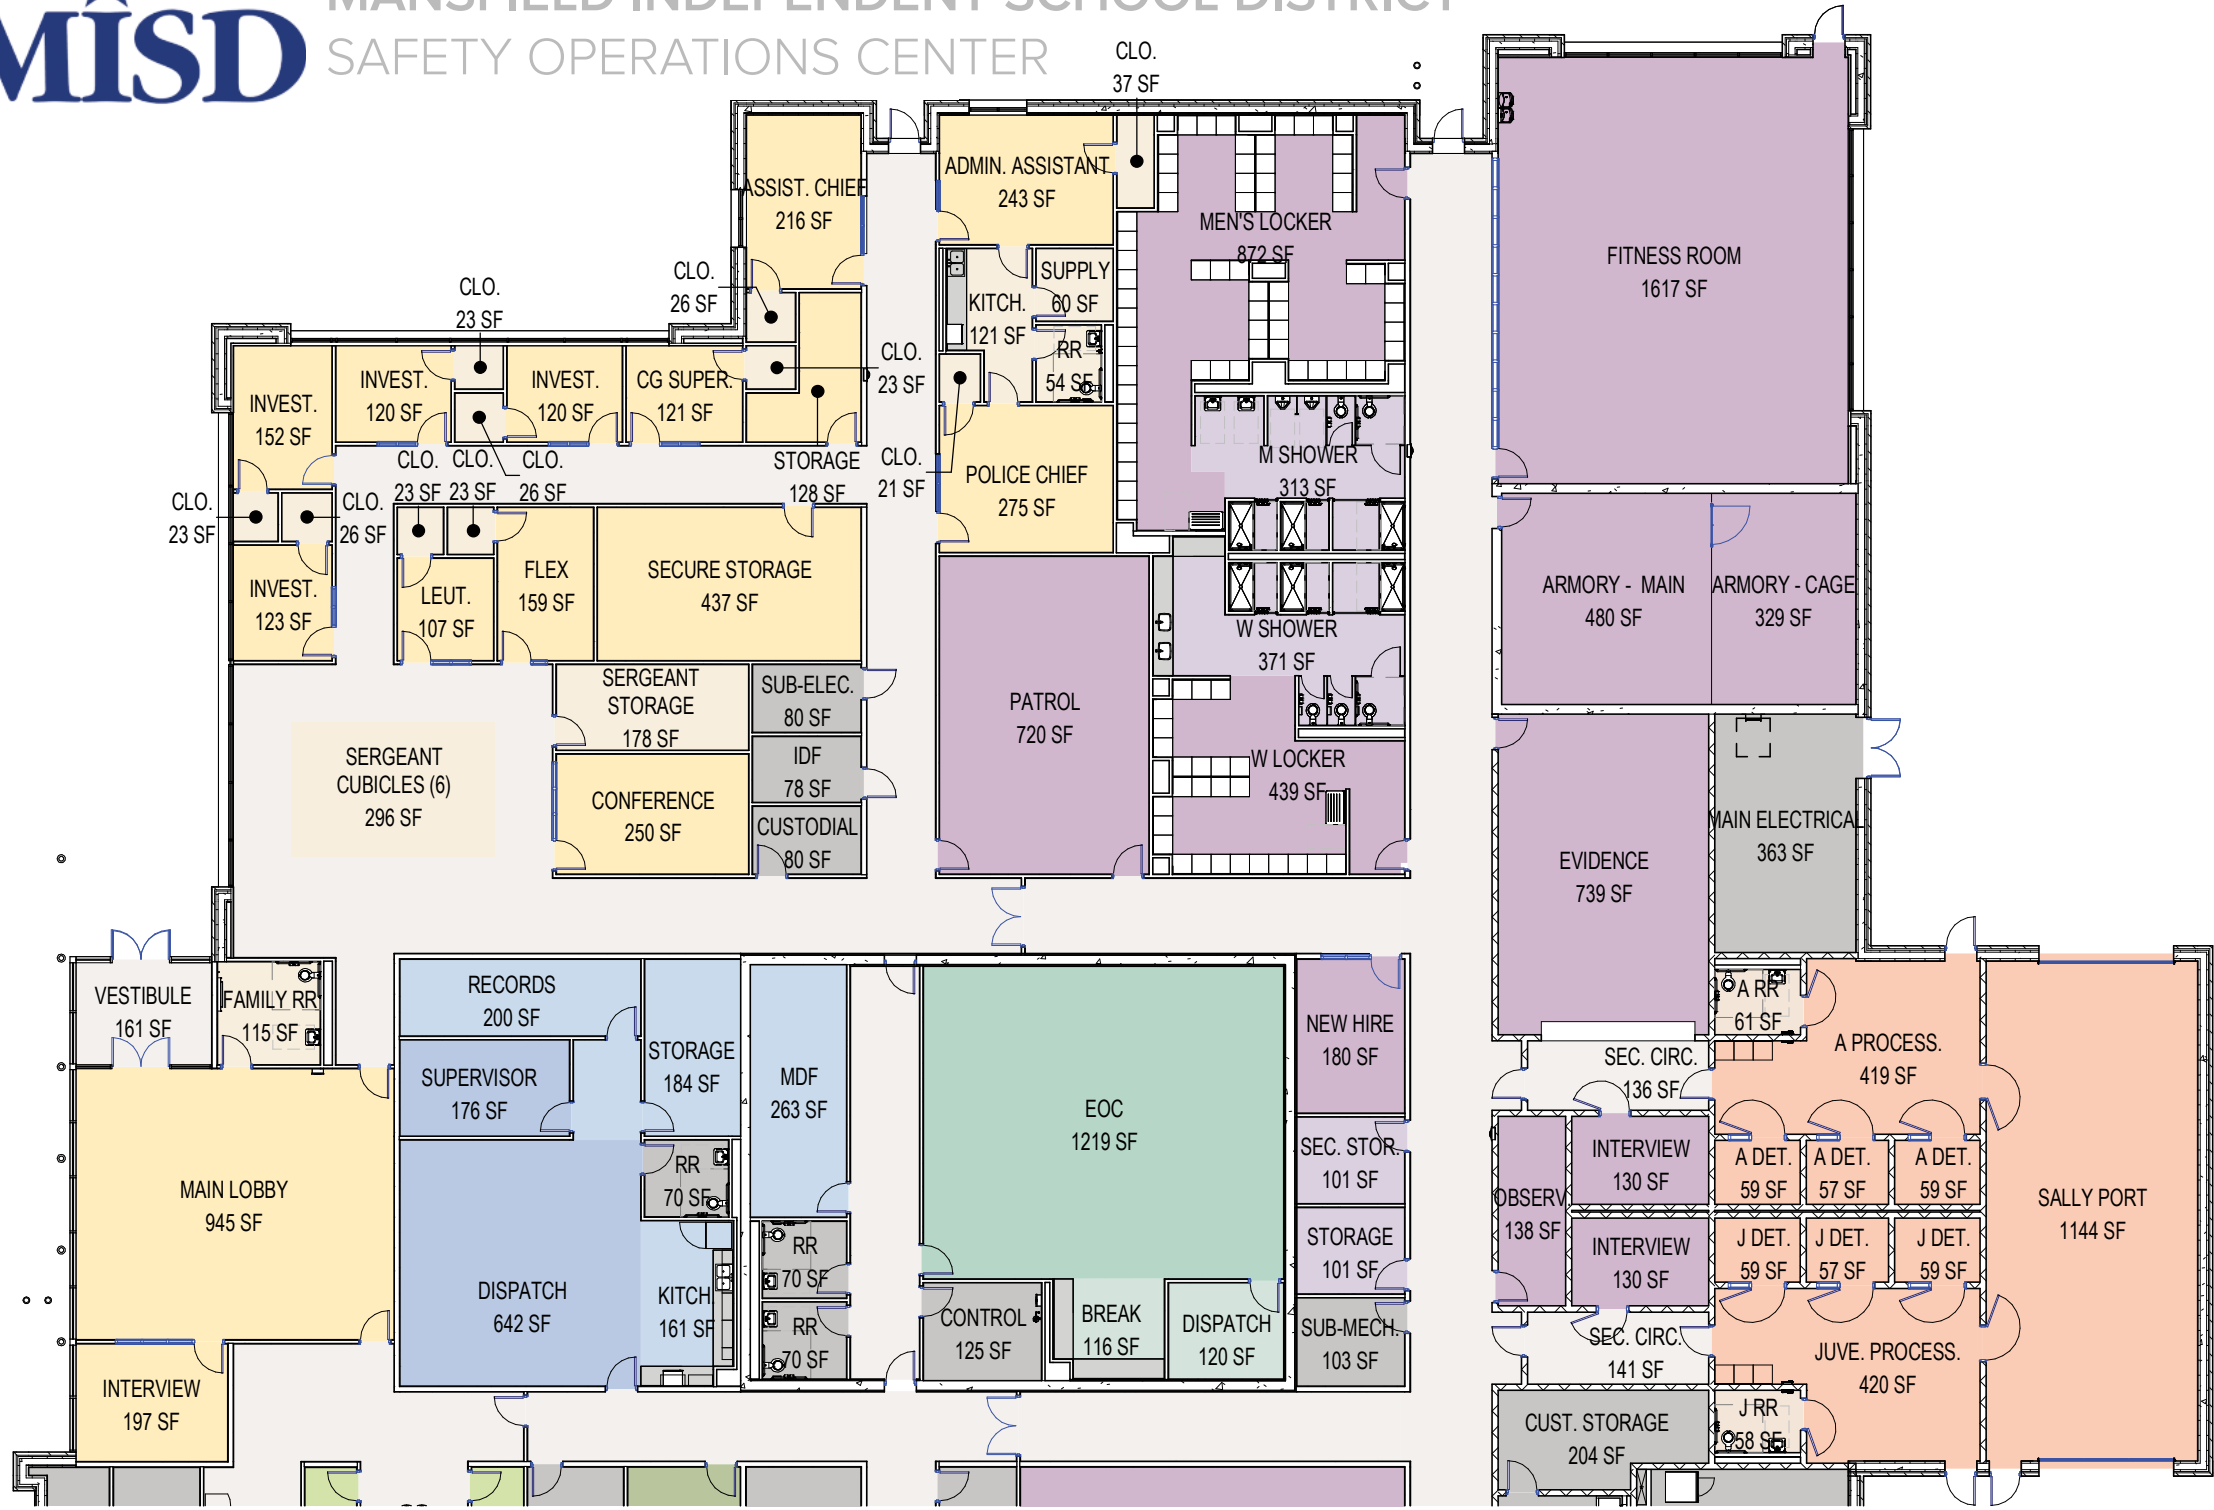 MISD
MANSFIELD INDEPENDENT SCHOOL DISTRICT
SAFETY OPERATIONS CENTER
CLO.
37 SF
ASSIST. CHIEF
216 SF
ADMIN. ASSISTANT
243 SF
MEN'S LOCKER
872 SF
FITNESS ROOM
1617 SF
CLO.
23 SF
CLO.
26 SF
KITCH.
121 SF
SUPPLY
60 SF
RR
54 SF
CLO.
23 SF
INVEST.
152 SF
INVEST.
120 SF
INVEST.
120 SF
CG SUPER.
121 SF
CLO.
23 SF
CLO.
23 SF
CLO.
26 SF
STORAGE
128 SF
CLO.
21 SF
POLICE CHIEF
275 SF
M SHOWER
313 SF
CLO.
23 SF
CLO.
26 SF
INVEST.
123 SF
LEUT.
107 SF
FLEX
159 SF
SECURE STORAGE
437 SF
ARMORY - MAIN
480 SF
ARMORY - CAGE
329 SF
W SHOWER
371 SF
SERGEANT
STORAGE
178 SF
SUB-ELEC.
80 SF
PATROL
720 SF
SERGEANT
CUBICLES (6)
296 SF
CONFERENCE
250 SF
IDF
78 SF
CUSTODIAL
80 SF
W LOCKER
439 SF
EVIDENCE
739 SF
MAIN ELECTRICAL
363 SF
VESTIBULE
161 SF
FAMILY RR
115 SF
RECORDS
200 SF
STORAGE
184 SF
SUPERVISOR
176 SF
MDF
263 SF
EOC
1219 SF
NEW HIRE
180 SF
A RR
61 SF
SEC. CIRC.
136 SF
A PROCESS.
419 SF
MAIN LOBBY
945 SF
RR
70 SF
SEC. STOR.
101 SF
OBSERV
138 SF
INTERVIEW
130 SF
A DET.
59 SF
A DET.
57 SF
A DET.
59 SF
SALLY PORT
1144 SF
DISPATCH
642 SF
KITCH.
161 SF
RR
70 SF
STORAGE
101 SF
INTERVIEW
130 SF
J DET.
59 SF
J DET.
57 SF
J DET.
59 SF
RR
70 SF
CONTROL
125 SF
BREAK
116 SF
DISPATCH
120 SF
SUB-MECH.
103 SF
SEC. CIRC.
141 SF
JUVE. PROCESS.
420 SF
INTERVIEW
197 SF
CUST. STORAGE
204 SF
J RR
58 SF